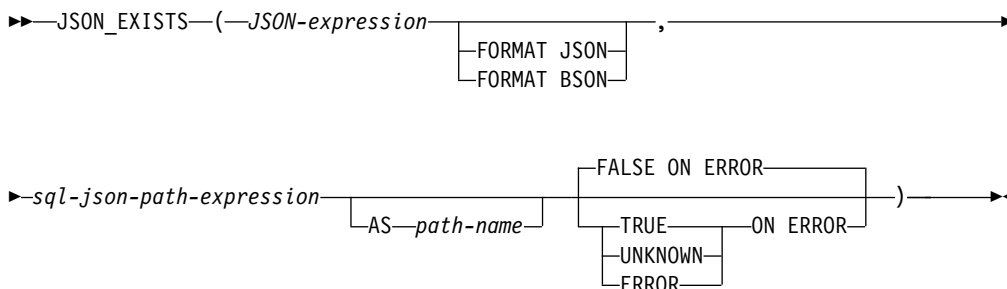 JSON_EXISTS ( JSON-expression ,
FORMAT JSON
FORMAT BSON
FALSE ON ERROR
sql-json-path-expression )
AS path-name TRUE ON ERROR
UNKNOWN
ERROR